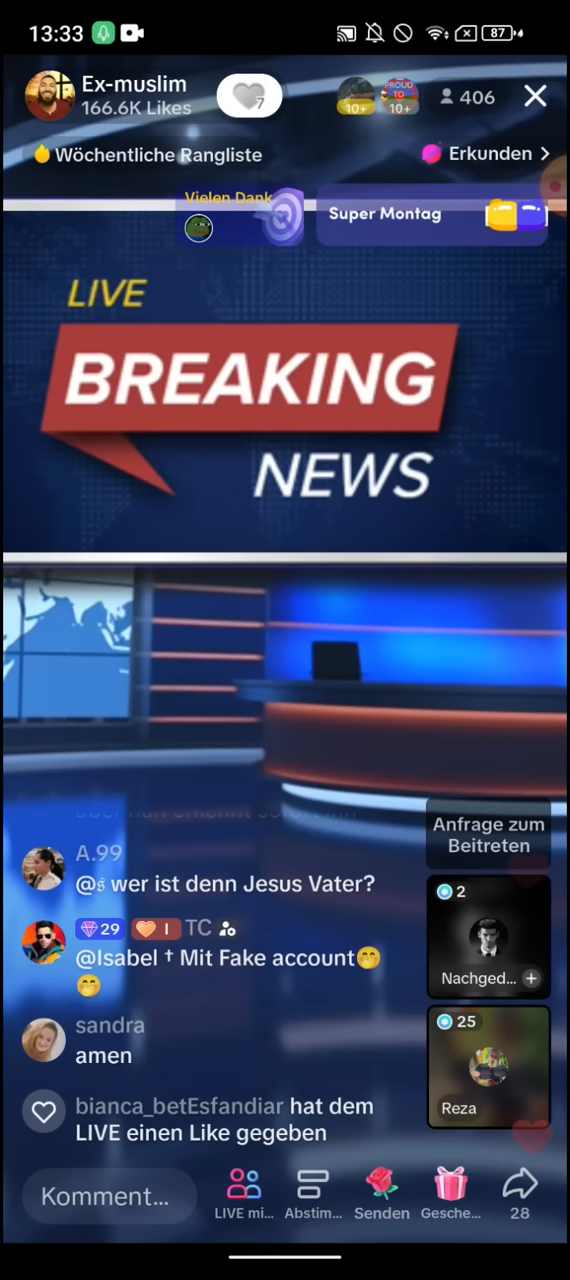 13:33
87
Ex-muslim
166.6K Likes
7
10+
PROUD TO
10+
406
Wöchentliche Rangliste
Erkunden
Vielen Dank
Super Montag
LIVE
BREAKING
NEWS
Anfrage zum
Beitreten
A.99
wer ist denn Jesus Vater?
29
I
TC
@Isabel † Mit Fake account🤭
🤭
2
Nachged...
sandra
amen
25
Reza
bianca_betEsfandiar hat dem
LIVE einen Like gegeben
Komment...
LIVE mi...
Abstim...
Senden
Gesche...
28